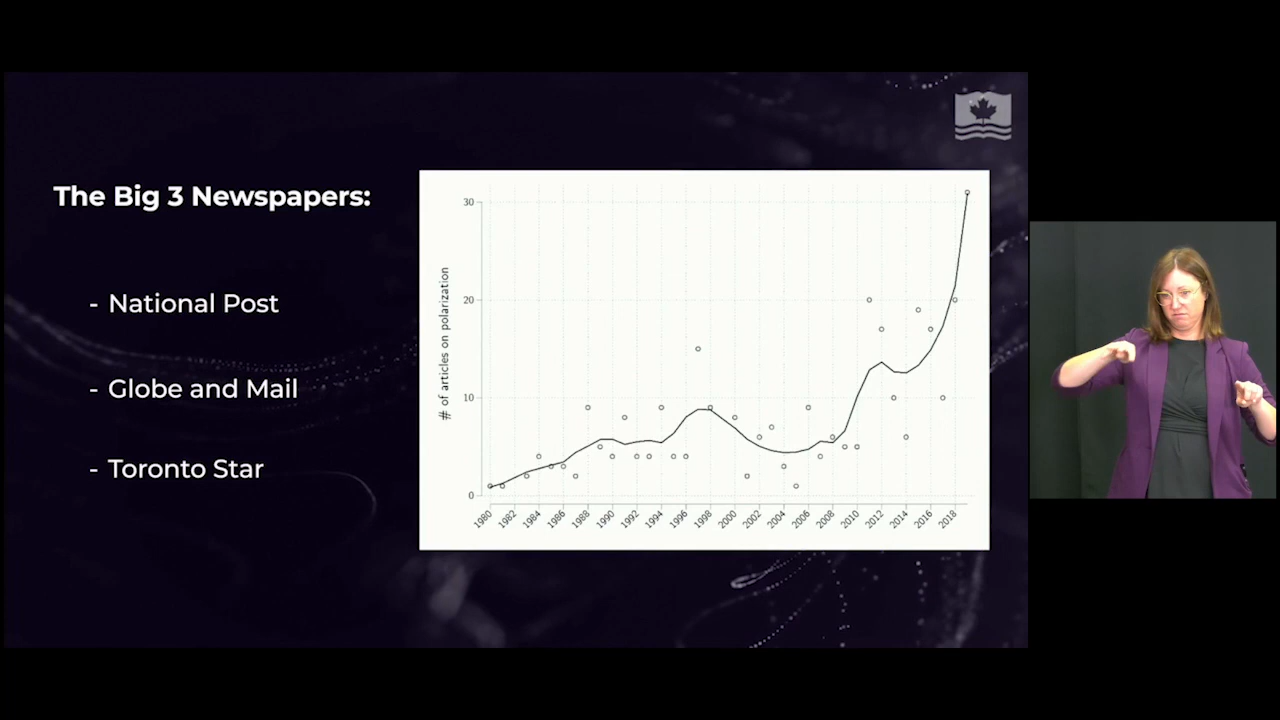 The Big 3 Newspapers:
- National Post
- Globe and Mail
- Toronto Star
# of articles on polarization
30
20
10
0
1980 1982 1984 1986 1988 1990 1992 1994 1996 1998 2000 2002 2004 2006 2008 2010 2012 2014 2016 2018